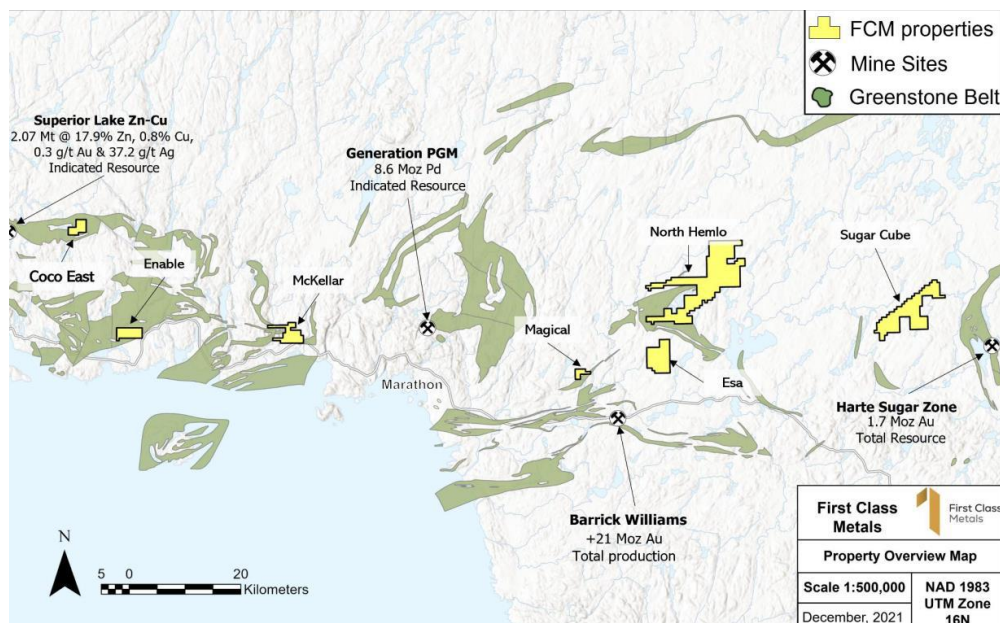 FCM properties
Mine Sites
Greenstone Belt
Superior Lake Zn-Cu
2.07 Mt @ 17.9% Zn, 0.8% Cu,
0.3 g/t Au & 37.2 g/t Ag
Indicated Resource
Generation PGM
8.6 Moz Pd
Indicated Resource
North Hemlo
Sugar Cube
Coco East
Enable
McKellar
Magical
Esa
Marathon
Harte Sugar Zone
1.7 Moz Au
Total Resource
Barrick Williams
+21 Moz Au
Total production
N
5 0 20
Kilometers
First Class
Metals
First Class
Metals
Property Overview Map
Scale 1:500,000
December, 2021
NAD 1983
UTM Zone
16N